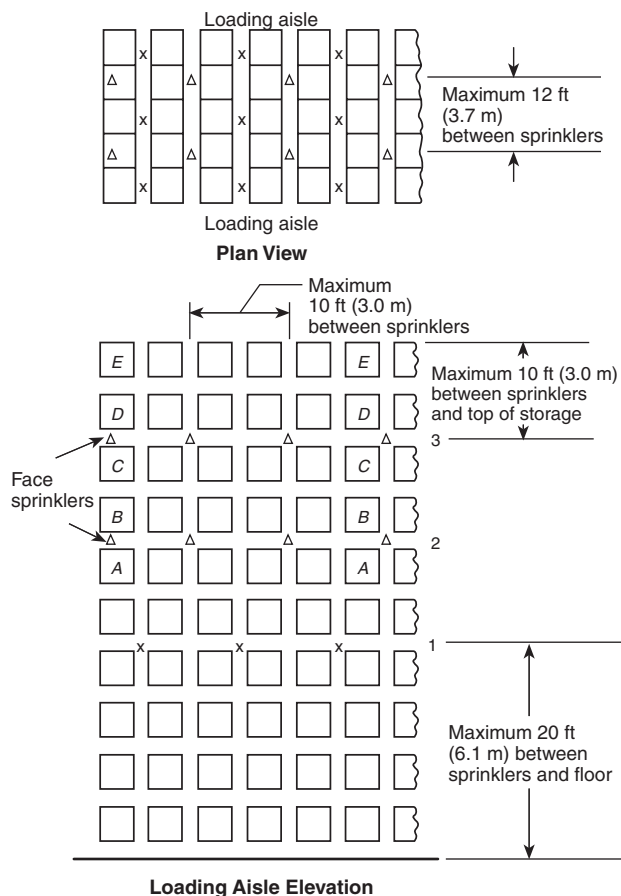 Loading aisle
x x x
Δ Δ Δ Δ
x x x
Δ Δ Δ Δ
x x x
Maximum 12 ft
(3.7 m)
between sprinklers
Loading aisle
Plan View
Maximum
10 ft (3.0 m)
between sprinklers
E E
D D
Maximum 10 ft (3.0 m)
between sprinklers
and top of storage
Δ Δ Δ Δ 3
Face
sprinklers
C C
B B
Δ Δ Δ Δ 2
A A
x x x 1
Maximum 20 ft
(6.1 m) between
sprinklers and floor
Loading Aisle Elevation